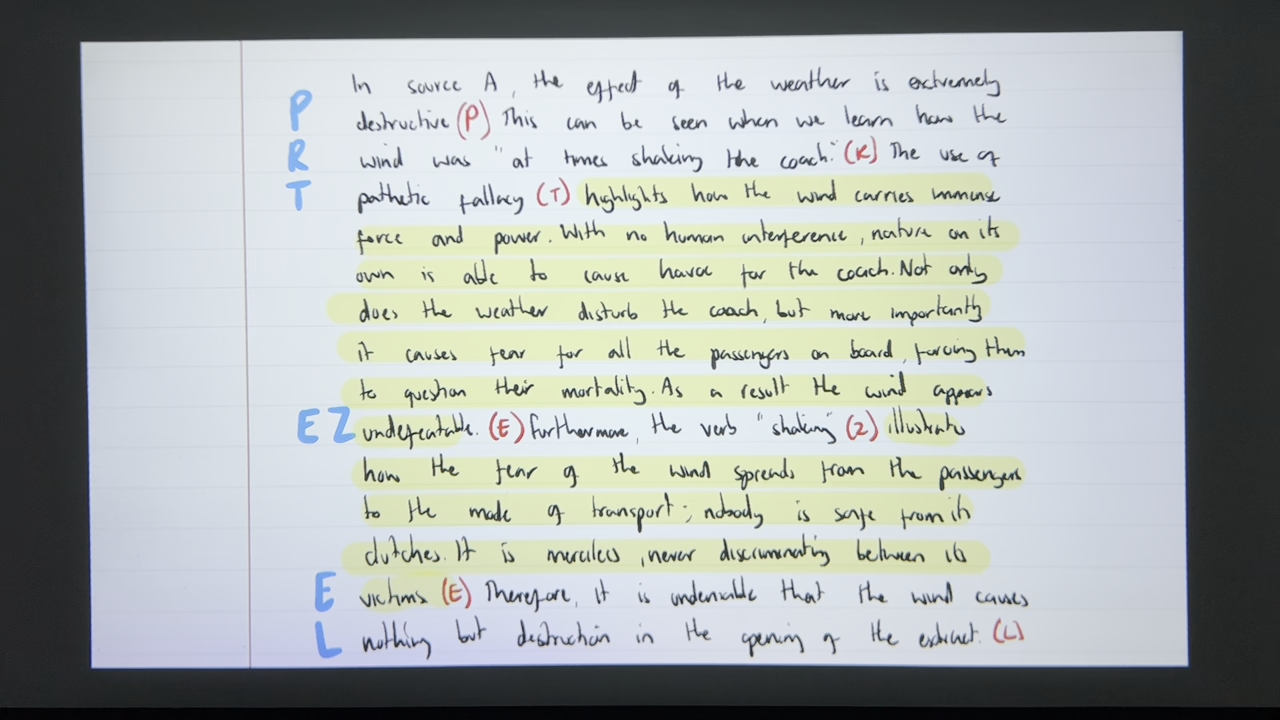 In source A, the effect of the weather is extremely
P destructive (P) This can be seen when we learn how the
R wind was "at times shaking the coach." (R) The use of
T pathetic fallacy (T) highlights how the wind carries immense
force and power. With no human interference, nature on its
own is able to cause havoc for the coach. Not only
does the weather disturb the coach, but more importantly
it causes fear for all the passengers on board, forcing them
to question their mortality. As a result the wind appears
E Z undefeatable. (E) Furthermore, the verb "shaking" (Z) illustrates
how the fear of the wind spreads from the passengers
to the mode of transport; nobody is safe from its
clutches. It is merciless, never discriminating between its
E victims (E) Therefore, it is undeniable that the wind causes
L nothing but destruction in the opening of the extract. (L)